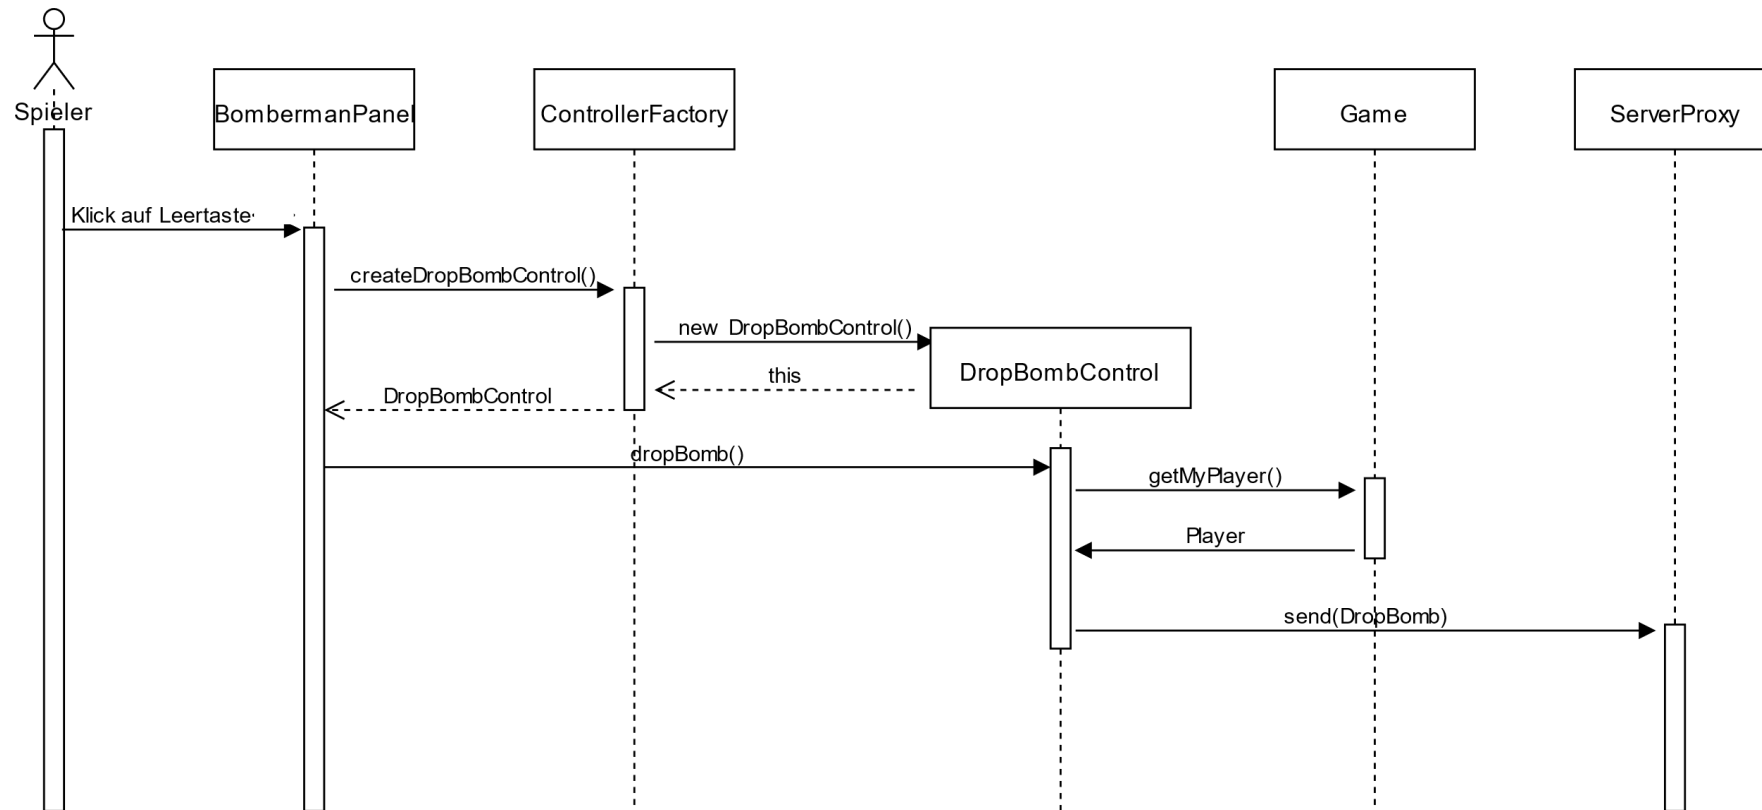 Spieler
BombermanPanel
ControllerFactory
Game
ServerProxy
Klick auf Leertaste
createDropBombControl()
new DropBombControl()
DropBombControl
this
DropBombControl
dropBomb()
getMyPlayer()
Player
send(DropBomb)